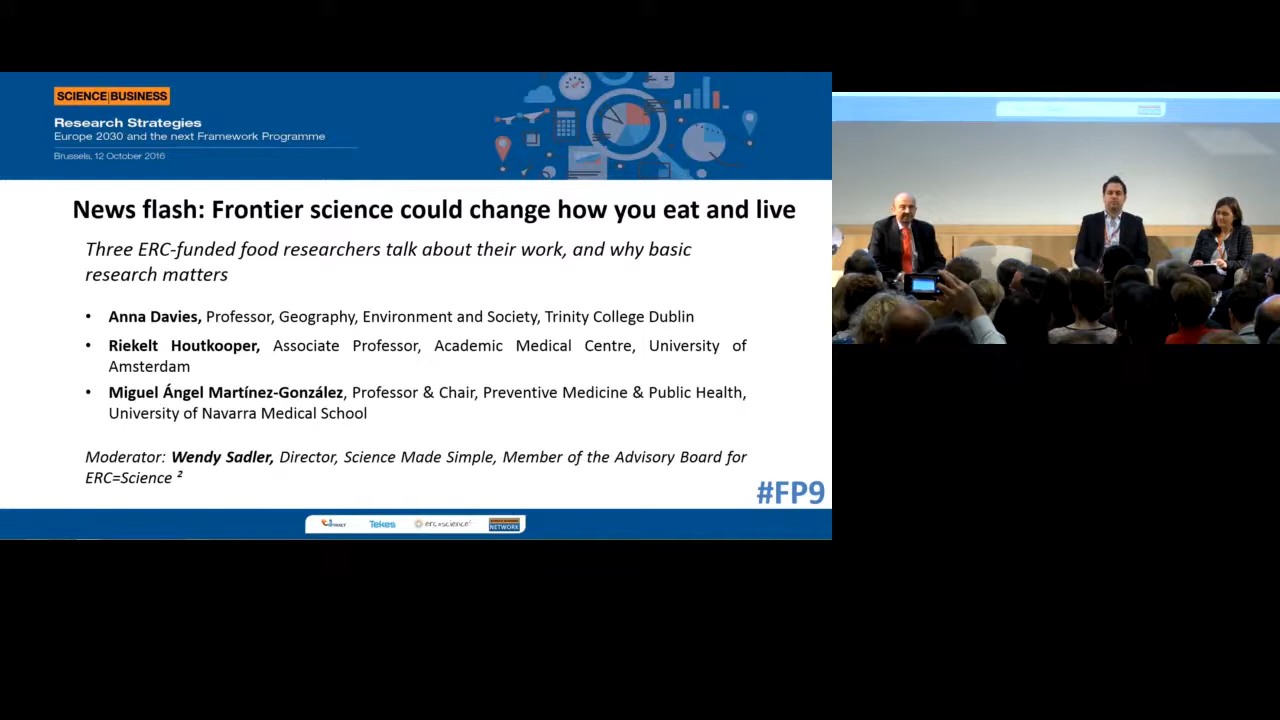 SCIENCE|BUSINESS
Research Strategies
Europe 2030 and the next Framework Programme
Brussels, 12 October 2016
News flash: Frontier science could change how you eat and live
Three ERC-funded food researchers talk about their work, and why basic
research matters
• Anna Davies, Professor, Geography, Environment and Society, Trinity College Dublin
• Riekelt Houtkooper, Associate Professor, Academic Medical Centre, University of
Amsterdam
• Miguel Ángel Martínez-González, Professor & Chair, Preventive Medicine & Public Health,
University of Navarra Medical School
Moderator: Wendy Sadler, Director, Science Made Simple, Member of the Advisory Board for
ERC=Science ²
#FP9
Tekes
erc=science²
SCIENCE|BUSINESS
NETWORK